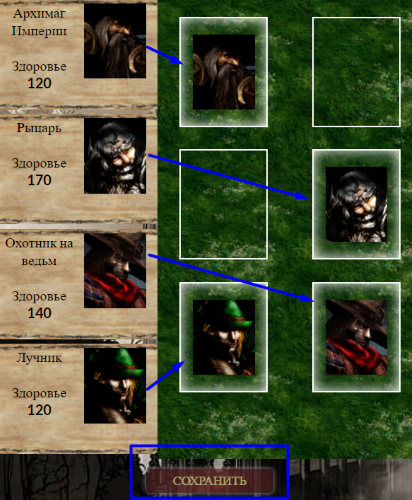 Архимаг
Империи
Здоровье
120
Рыцарь
Здоровье
170
Охотник на
ведьм
Здоровье
140
Лучник
Здоровье
120
СОХРАНИТЬ